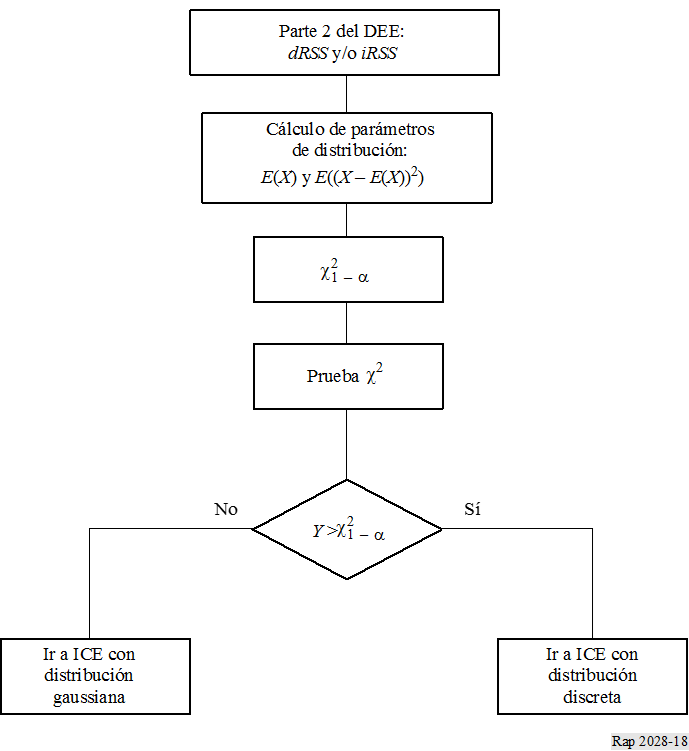 Parte 2 del DEE:
dRSS y/o iRSS
Cálculo de parámetros
de distribución:
E(X) y E((X – E(X))²)
χ²₁ ₋ α
Prueba χ²
No
Sí
Y >χ²₁ ₋ α
Ir a ICE con
distribución
gaussiana
Ir a ICE con
distribución
discreta
Rap 2028-18